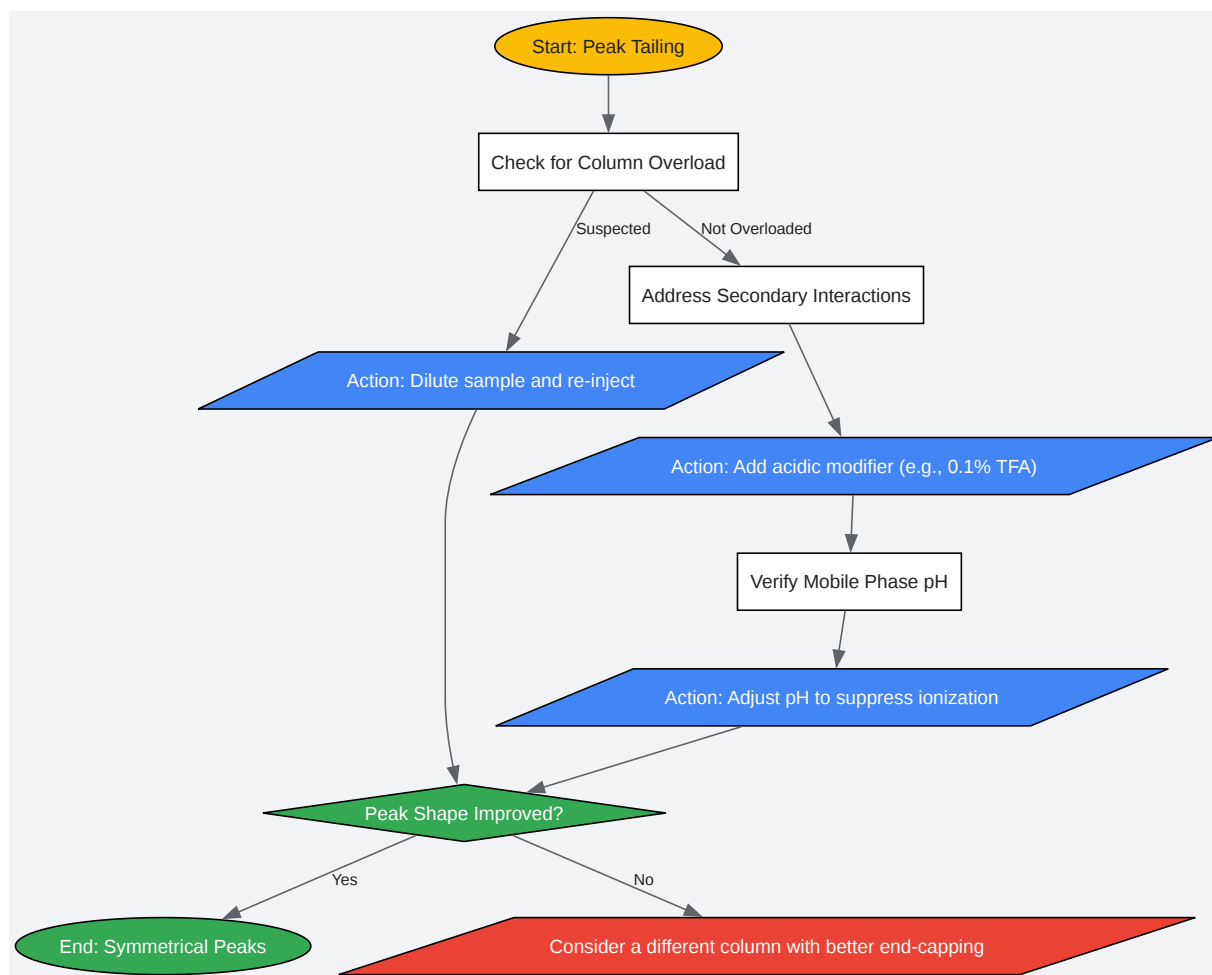 Start: Peak Tailing
Check for Column Overload
Suspected
Not Overloaded
Address Secondary Interactions
Action: Dilute sample and re-inject
Action: Add acidic modifier (e.g., 0.1% TFA)
Verify Mobile Phase pH
Action: Adjust pH to suppress ionization
Peak Shape Improved?
Yes
No
End: Symmetrical Peaks
Consider a different column with better end-capping